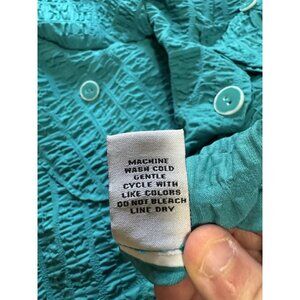 MACHINE
WASH COLD
GENTLE
CYCLE WITH
LIKE COLORS
DO NOT BLEACH
LINE DRY